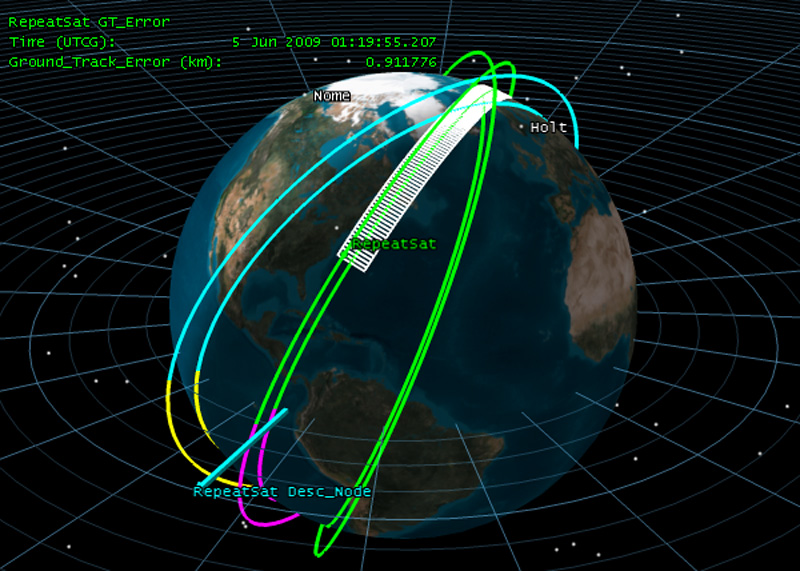 RepeatSat GT_Error
Time (UTCG): 5 Jun 2009 01:19:55.207
Ground_Track_Error (km): 0.911776
Nome
Holt
RepeatSat
RepeatSat Desc_Node